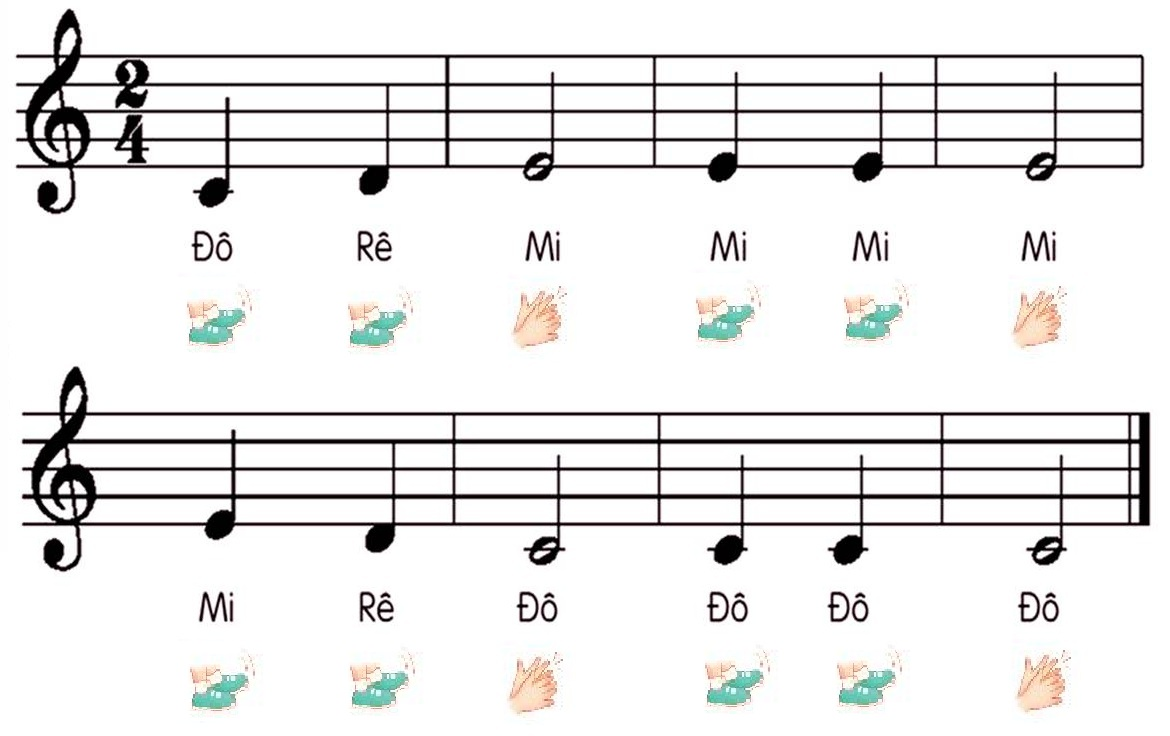 2
4
Đô Rê Mi Mi Mi Mi
Mi Rê Đô Đô Đô Đô